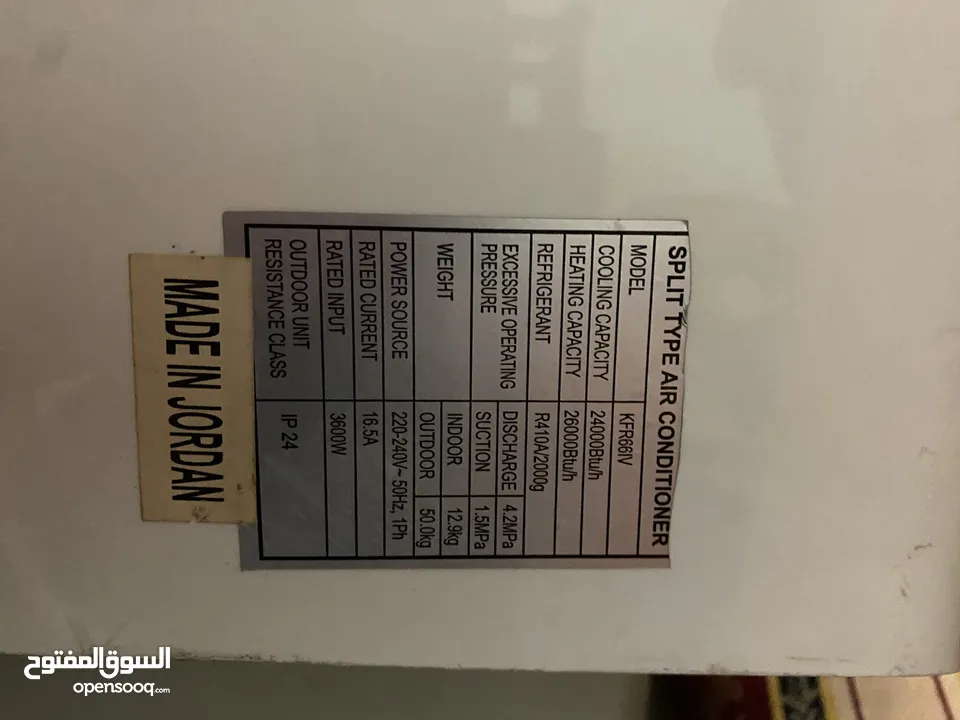 SPLIT TYPE AIR CONDITIONER
MODEL KFR66IV
COOLING CAPACITY 24000Btu/h
HEATING CAPACITY 26000Btu/h
REFRIGERANT R410A/2000g
EXCESSIVE OPERATING PRESSURE DISCHARGE 4.2MPa
SUCTION 1.5MPa
WEIGHT INDOOR 12.9kg
OUTDOOR 50.0kg
POWER SOURCE 220-240V~ 50Hz, 1Ph
RATED CURRENT 16.5A
RATED INPUT 3600W
OUTDOOR UNIT
RESISTANCE CLASS IP 24
MADE IN JORDAN
السوق المفتوح
opensooq.com